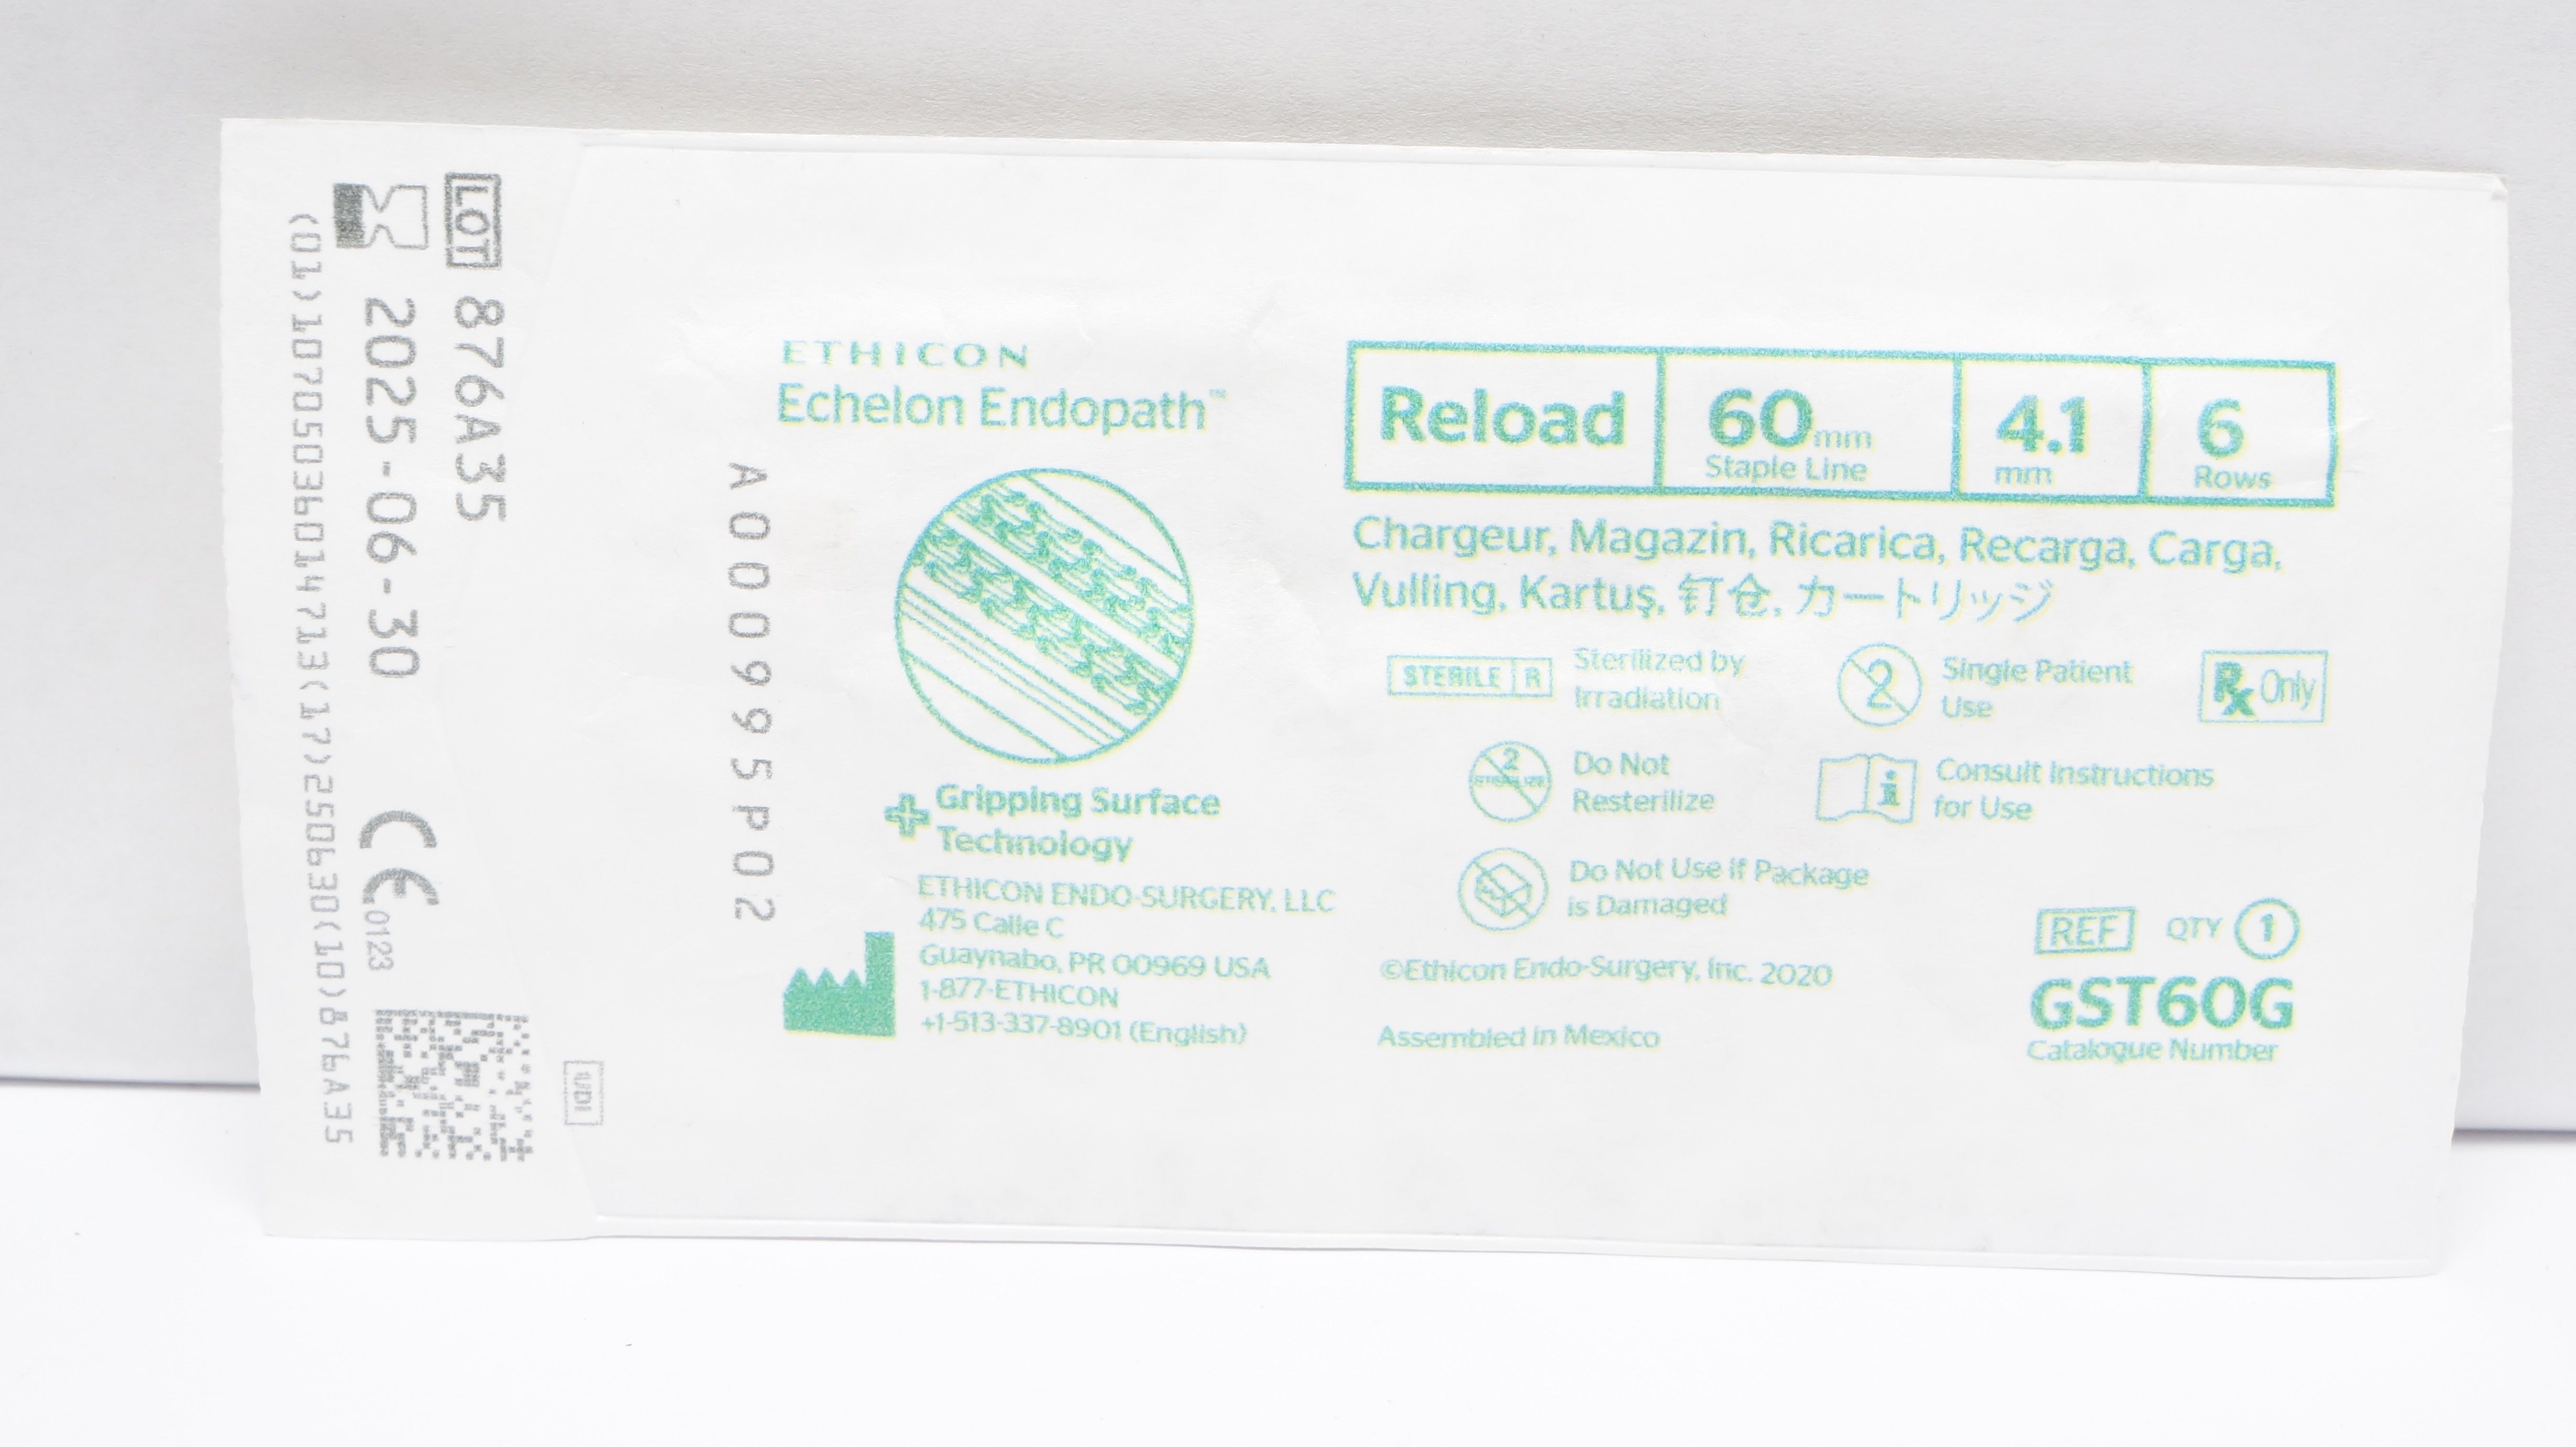 LOT 876A35
2025-06-30
CE 0123
(01)10705036014713(17)250630(10)876A35
UDI
A000995P02
ETHICON
Echelon Endopath™
Gripping Surface
Technology
ETHICON ENDO-SURGERY, LLC
475 Calle C
Guaynabo, PR 00969 USA
1-877-ETHICON
+1-513-337-8901 (English)
Reload
60mm
Staple Line
4.1
mm
6
Rows
Chargeur, Magazin, Ricarica, Recarga, Carga,
Vulling, Kartuş, 钉仓, カートリッジ
STERILE R
Sterilized by
Irradiation
2
Single Patient
Use
Rx Only
2
STERILIZE
Do Not
Resterilize
i
Consult Instructions
for Use
Do Not Use if Package
is Damaged
©Ethicon Endo-Surgery, Inc. 2020
Assembled in Mexico
REF QTY 1
GST60G
Catalogue Number